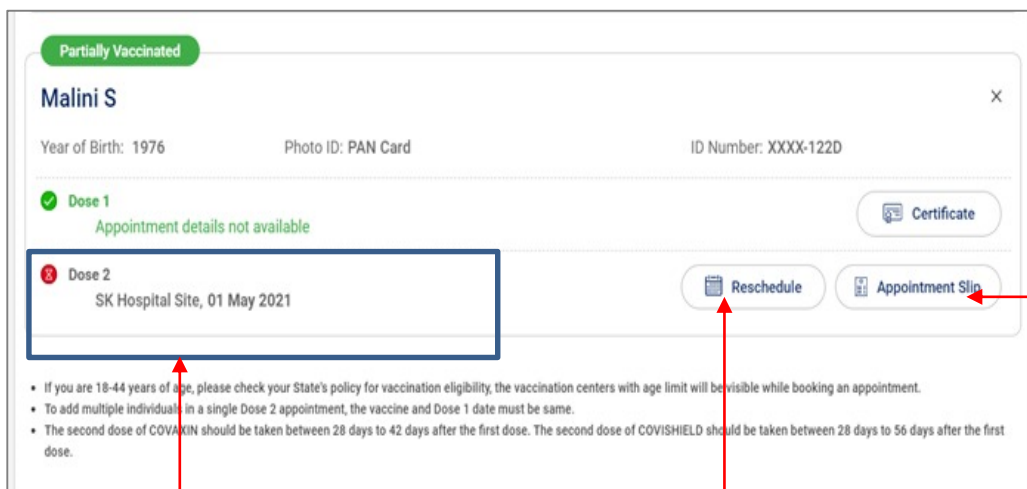 Partially Vaccinated
Malini S
Year of Birth: 1976 Photo ID: PAN Card ID Number: XXXX-122D
Dose 1
Appointment details not available
Certificate
Dose 2
SK Hospital Site, 01 May 2021
Reschedule Appointment Slip
• If you are 18-44 years of age, please check your State's policy for vaccination eligibility, the vaccination centers with age limit will be visible while booking an appointment.
• To add multiple individuals in a single Dose 2 appointment, the vaccine and Dose 1 date must be same.
• The second dose of COVAXIN should be taken between 28 days to 42 days after the first dose. The second dose of COVISHIELD should be taken between 28 days to 56 days after the first
dose.